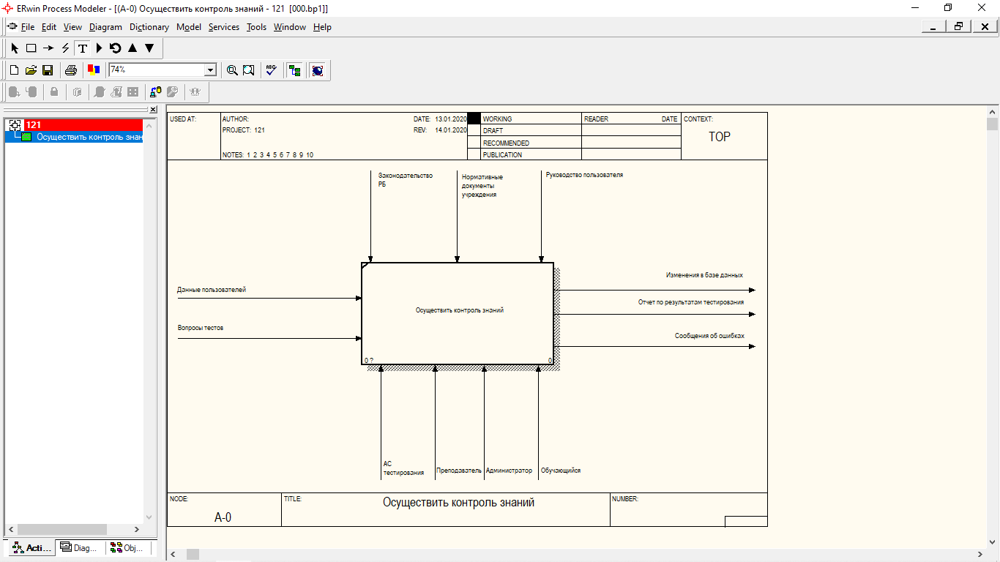 ERwin Process Modeler - [(A-0) Осуществить контроль знаний - 121 [000.bp1]]
File Edit View Diagram Dictionary Model Services Tools Window Help
T
74%
ABC
121
Осуществить контроль знан
USED AT:
AUTHOR:
DATE: 13.01.2020
PROJECT: 121
REV: 14.01.2020
NOTES: 1 2 3 4 5 6 7 8 9 10
WORKING
DRAFT
RECOMMENDED
PUBLICATION
READER
DATE
CONTEXT:
TOP
Законодательство
РБ
Нормативные
документы
учреждения
Руководство пользователя
Данные пользователей
Вопросы тестов
Осуществить контроль знаний
0 ?
0
Изменения в базе данных
Отчет по результатам тестирования
Сообщения об ошибках
АС
тестирования
Преподаватель
Администратор
Обучающийся
NODE:
A-0
TITLE:
Осуществить контроль знаний
NUMBER:
Acti...
Diag...
Obj...